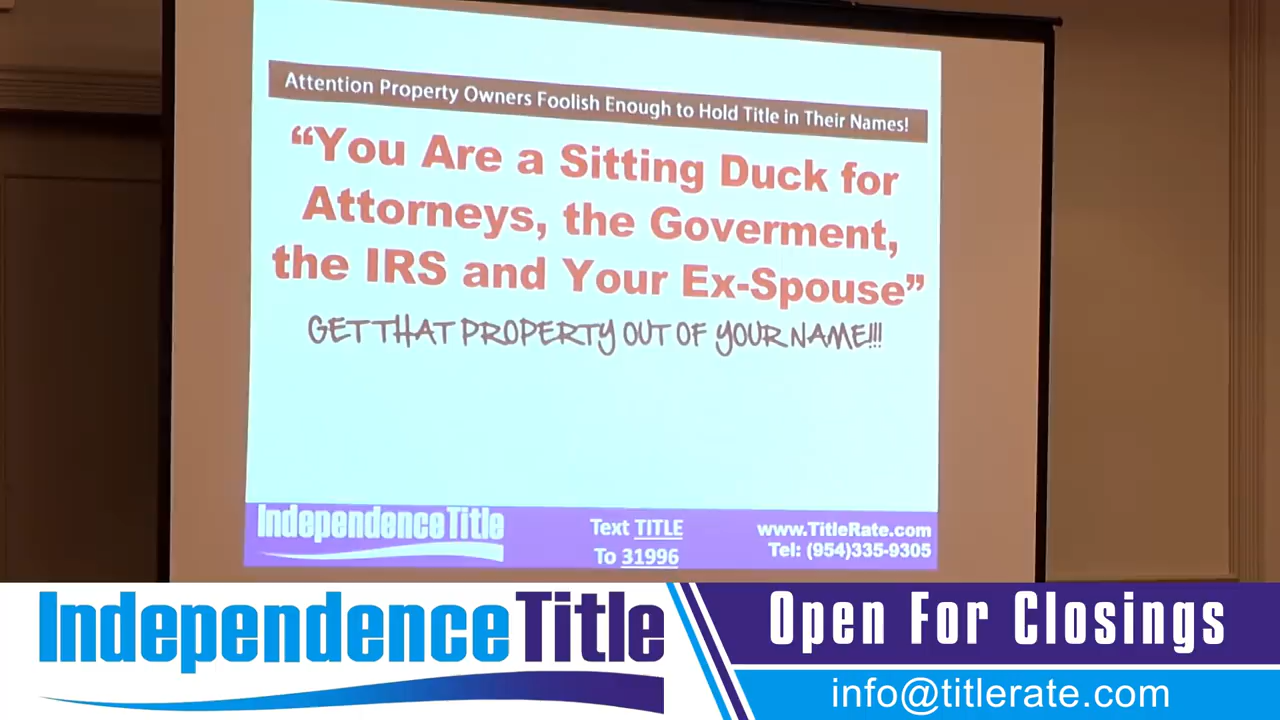 Attention Property Owners Foolish Enough to Hold Title in Their Names!
“You Are a Sitting Duck for
Attorneys, the Goverment,
the IRS and Your Ex-Spouse”
GET THAT PROPERTY OUT OF YOUR NAME!!!
Independence Title
Text TITLE
To 31996
www.TitleRate.com
Tel: (954)335-9305
IndependenceTitle
Open For Closings
info@titlerate.com